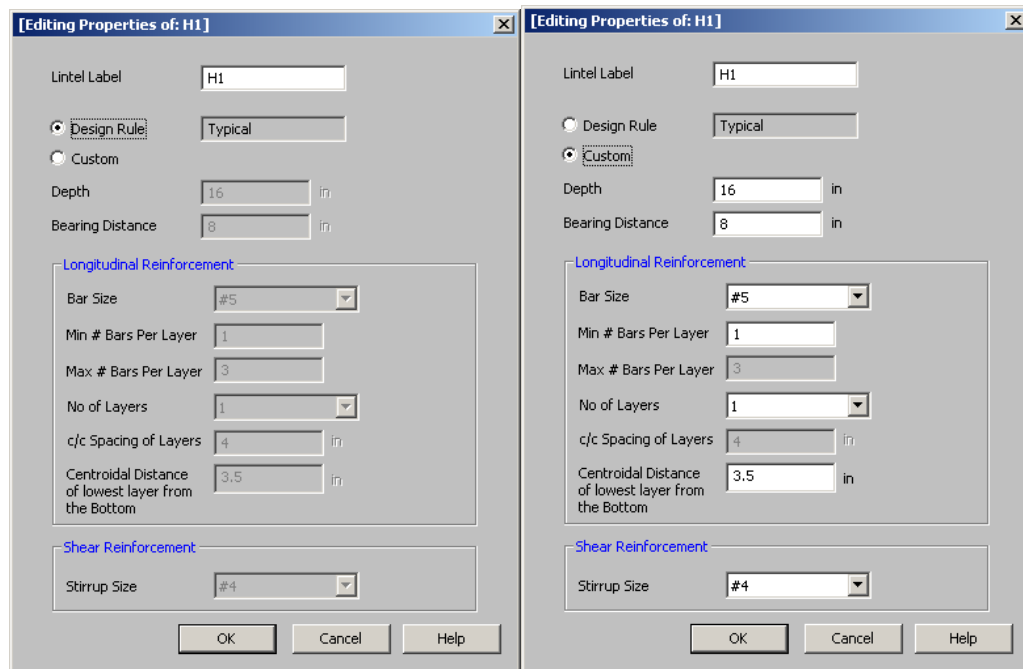 [Editing Properties of: H1]
Lintel Label H1
Design Rule Typical
Custom
Depth 16 in
Bearing Distance 8 in
Longitudinal Reinforcement
Bar Size #5
Min # Bars Per Layer 1
Max # Bars Per Layer 3
No of Layers 1
c/c Spacing of Layers 4 in
Centroidal Distance 3.5 in
of lowest layer from
the Bottom
Shear Reinforcement
Stirrup Size #4
OK Cancel Help
[Editing Properties of: H1]
Lintel Label H1
Design Rule Typical
Custom
Depth 16 in
Bearing Distance 8 in
Longitudinal Reinforcement
Bar Size #5
Min # Bars Per Layer 1
Max # Bars Per Layer 3
No of Layers 1
c/c Spacing of Layers 4 in
Centroidal Distance 3.5 in
of lowest layer from
the Bottom
Shear Reinforcement
Stirrup Size #4
OK Cancel Help